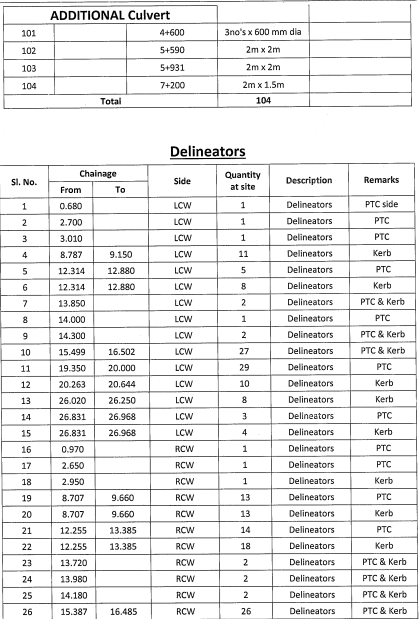 ADDITIONAL Culvert
101 4+600 3no's x 600 mm dia
102 5+590 2m x 2m
103 5+931 2m x 2m
104 7+200 2m x 1.5m
Total 104
Delineators
Sl. No. Chainage Side Quantity at site Description Remarks
From To
1 0.680 LCW 1 Delineators PTC side
2 2.700 LCW 1 Delineators PTC
3 3.010 LCW 1 Delineators PTC
4 8.787 9.150 LCW 11 Delineators Kerb
5 12.314 12.880 LCW 5 Delineators PTC
6 12.314 12.880 LCW 8 Delineators Kerb
7 13.850 LCW 2 Delineators PTC & Kerb
8 14.000 LCW 1 Delineators PTC
9 14.300 LCW 2 Delineators PTC & Kerb
10 15.499 16.502 LCW 27 Delineators PTC & Kerb
11 19.350 20.000 LCW 29 Delineators PTC
12 20.263 20.644 LCW 10 Delineators Kerb
13 26.020 26.250 LCW 8 Delineators Kerb
14 26.831 26.968 LCW 3 Delineators PTC
15 26.831 26.968 LCW 4 Delineators Kerb
16 0.970 RCW 1 Delineators PTC
17 2.650 RCW 1 Delineators PTC
18 2.950 RCW 1 Delineators Kerb
19 8.707 9.660 RCW 13 Delineators PTC
20 8.707 9.660 RCW 13 Delineators Kerb
21 12.255 13.385 RCW 14 Delineators PTC
22 12.255 13.385 RCW 18 Delineators Kerb
23 13.720 RCW 2 Delineators PTC & Kerb
24 13.980 RCW 2 Delineators PTC & Kerb
25 14.180 RCW 2 Delineators PTC & Kerb
26 15.387 16.485 RCW 26 Delineators PTC & Kerb